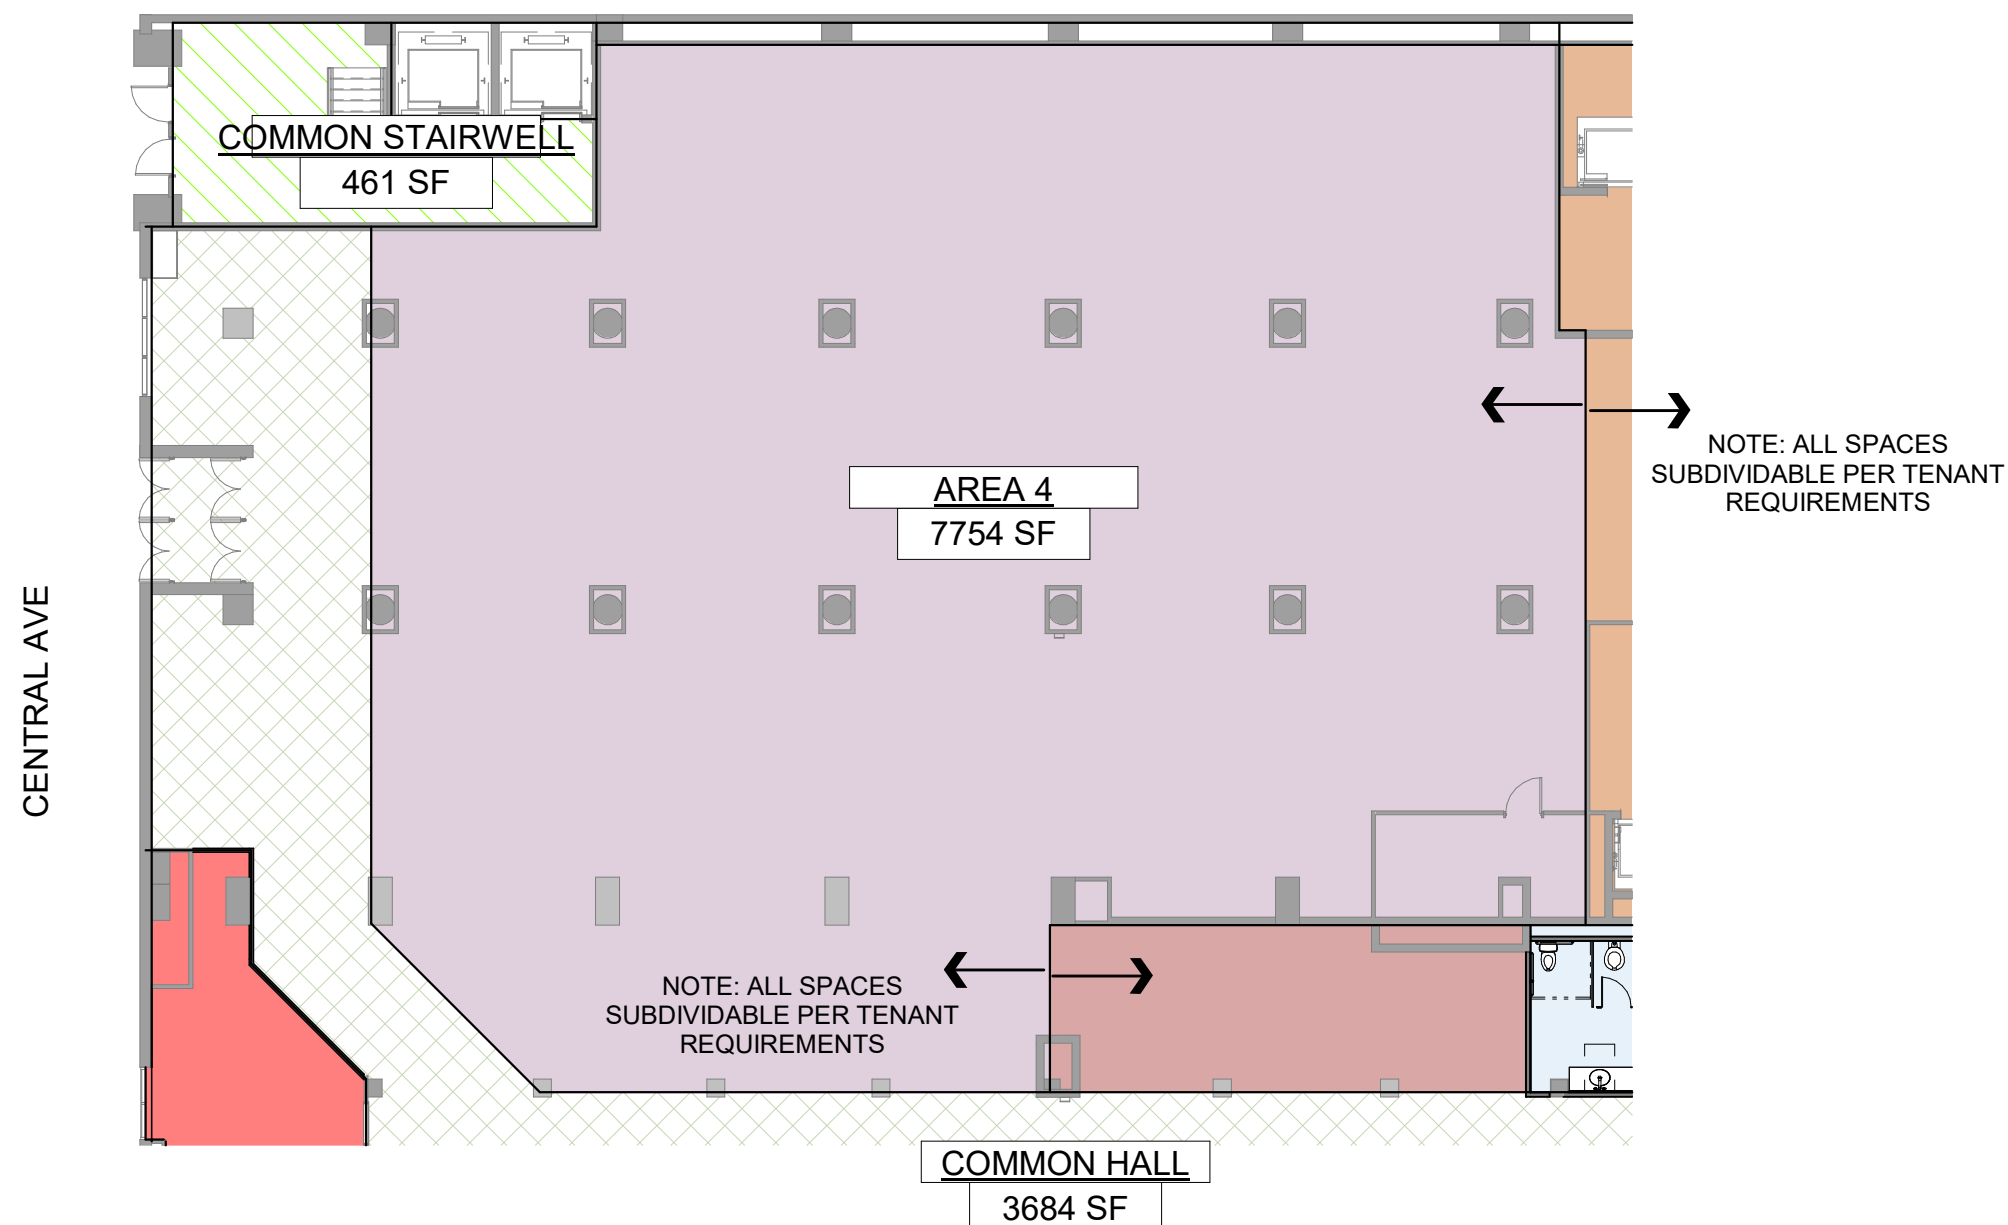 COMMON STAIRWELL
461 SF
NOTE: ALL SPACES
SUBDIVIDABLE PER TENANT
REQUIREMENTS
AREA 4
7754 SF
CENTRAL AVE
NOTE: ALL SPACES
SUBDIVIDABLE PER TENANT
REQUIREMENTS
COMMON HALL
3684 SF